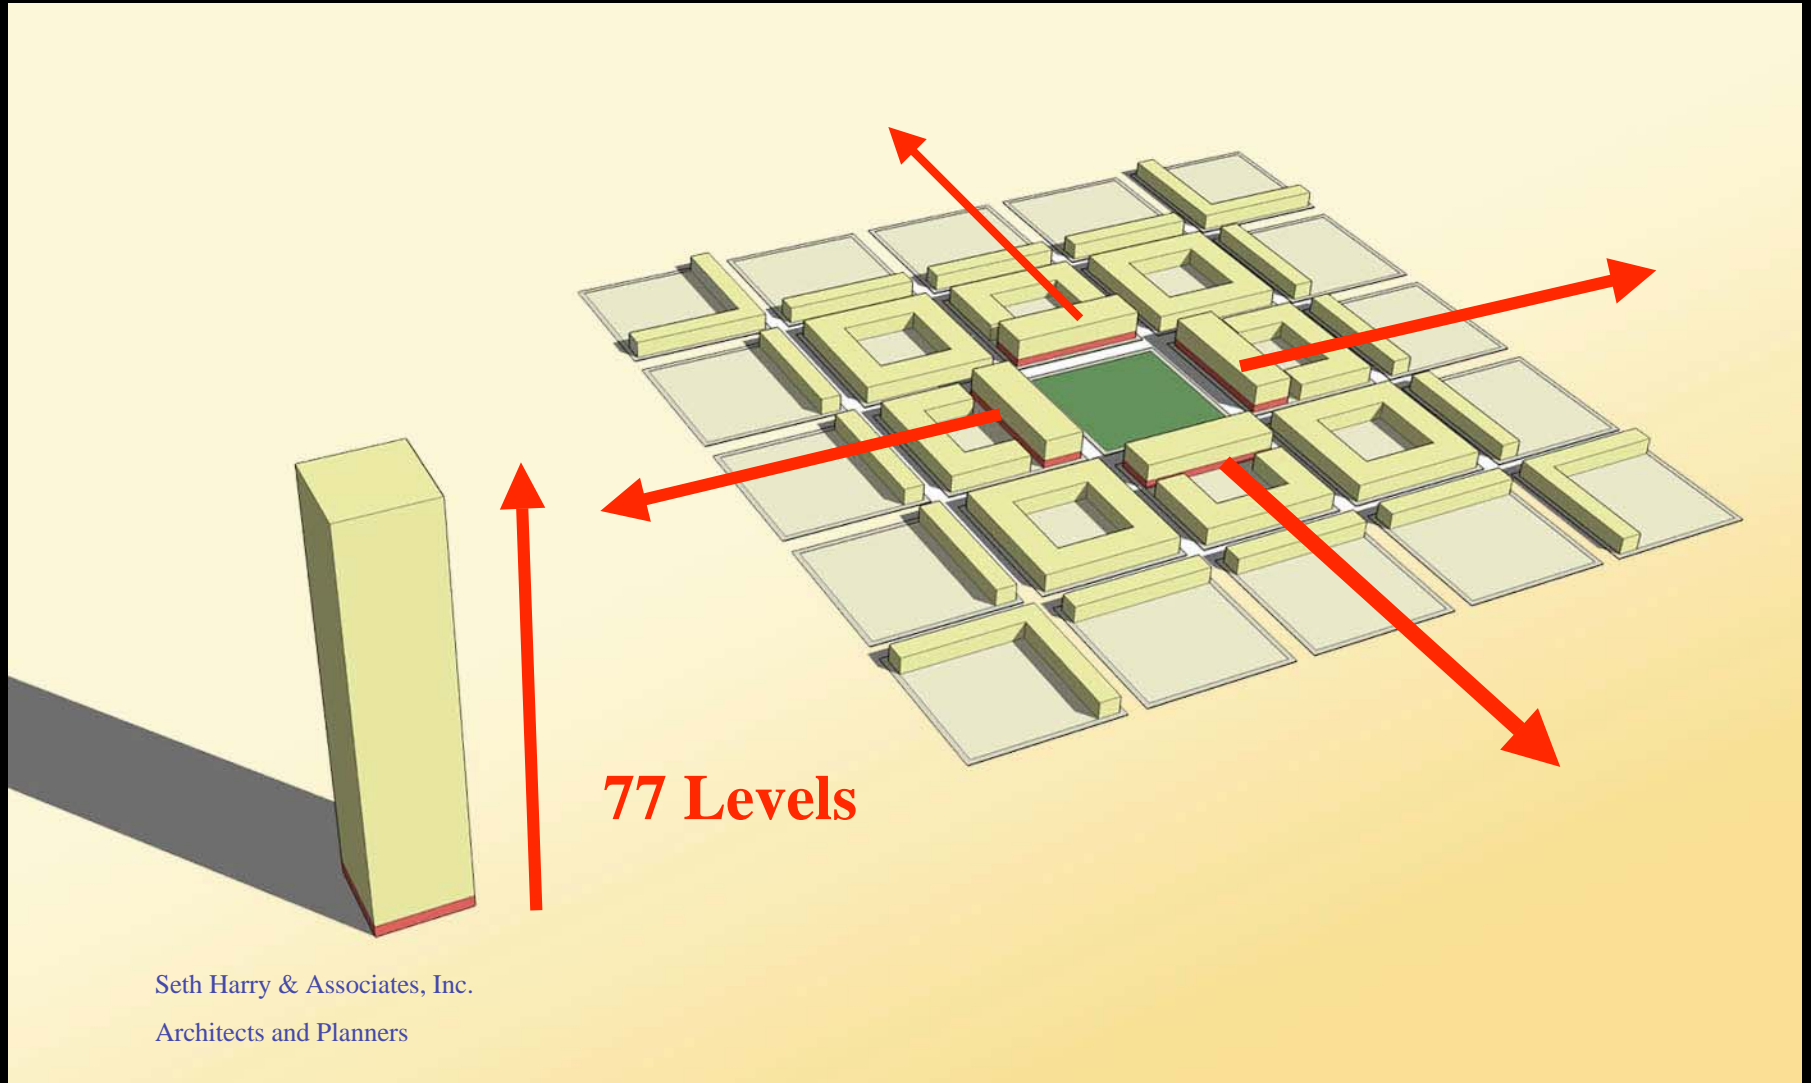 77 Levels
Seth Harry & Associates, Inc.
Architects and Planners